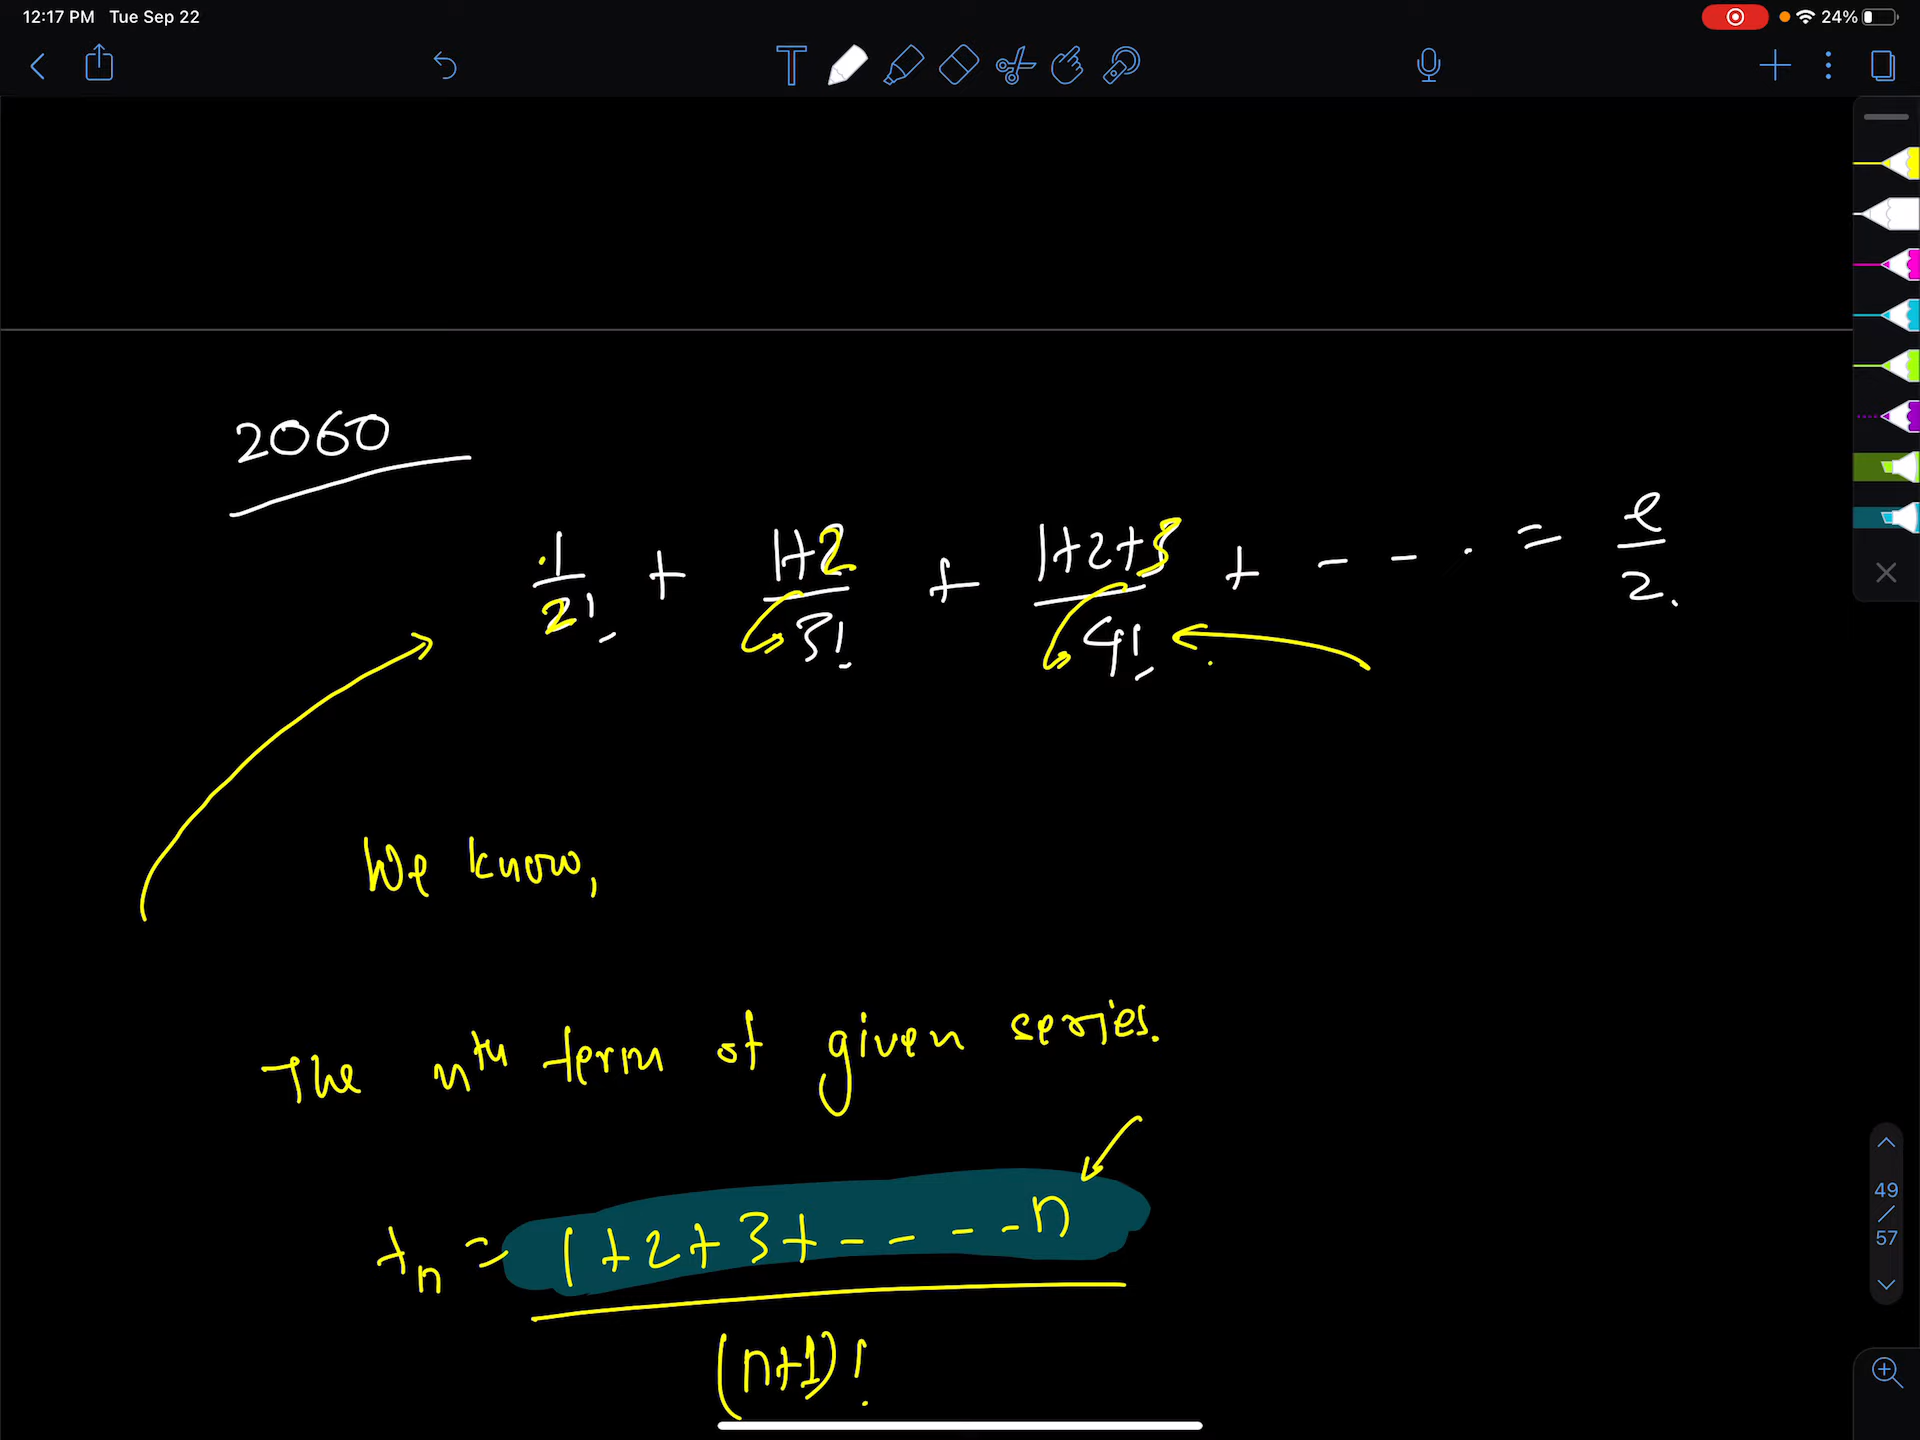 12:17 PM Tue Sep 22
24%
T
2060
1/2! + 1+2/3! + 1+2+3/4! + - - - . = e/2.
We know,
The nth term of given series.
tn = 1+2+3+- - - -n
(n+1)!
49
/
57